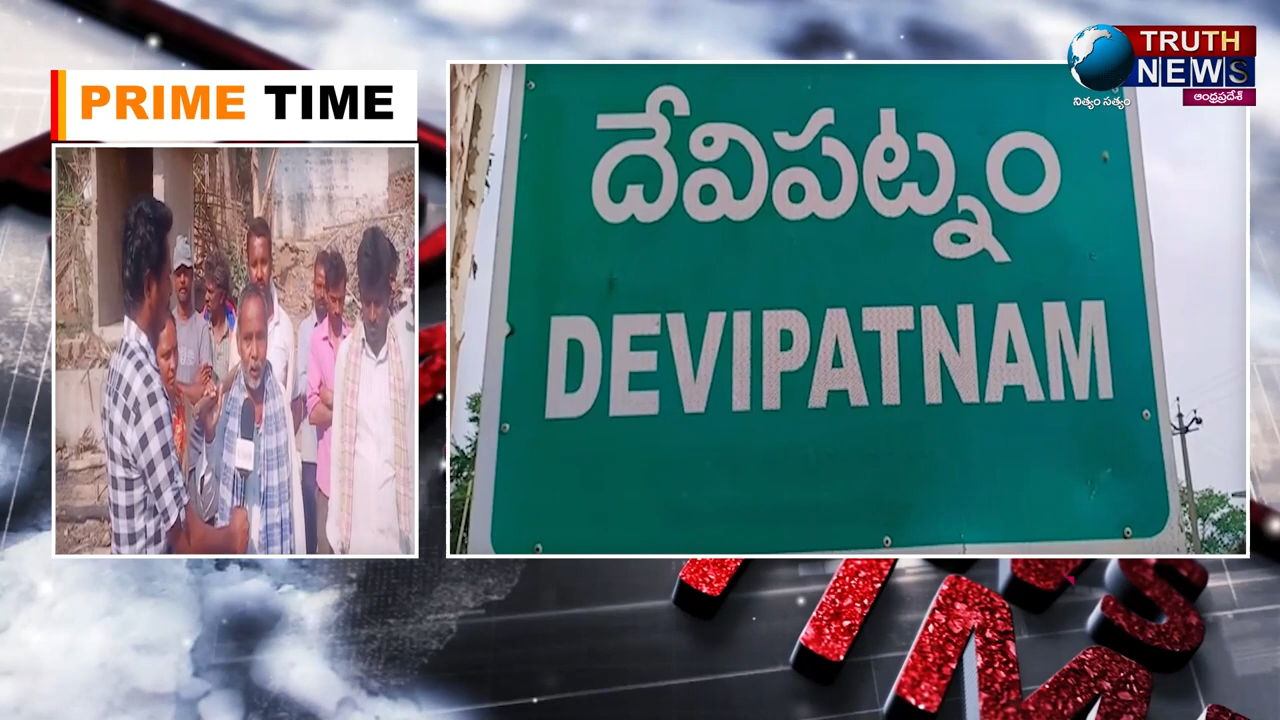 PRIME TIME
TRUTH
NEWS
ఆంధ్రప్రదేశ్
నిత్యం సత్యం
దేవిపట్నం
DEVIPATNAM